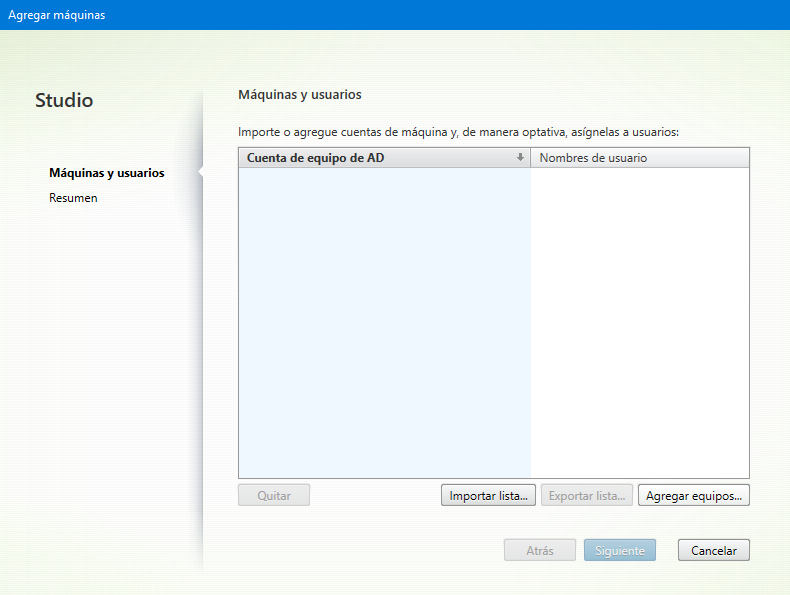 Agregar máquinas
Studio
Máquinas y usuarios
Resumen
Máquinas y usuarios
Importe o agregue cuentas de máquina y, de manera optativa, asígnelas a usuarios:
Cuenta de equipo de AD
Nombres de usuario
Quitar
Importar lista...
Exportar lista...
Agregar equipos...
Atrás
Siguiente
Cancelar